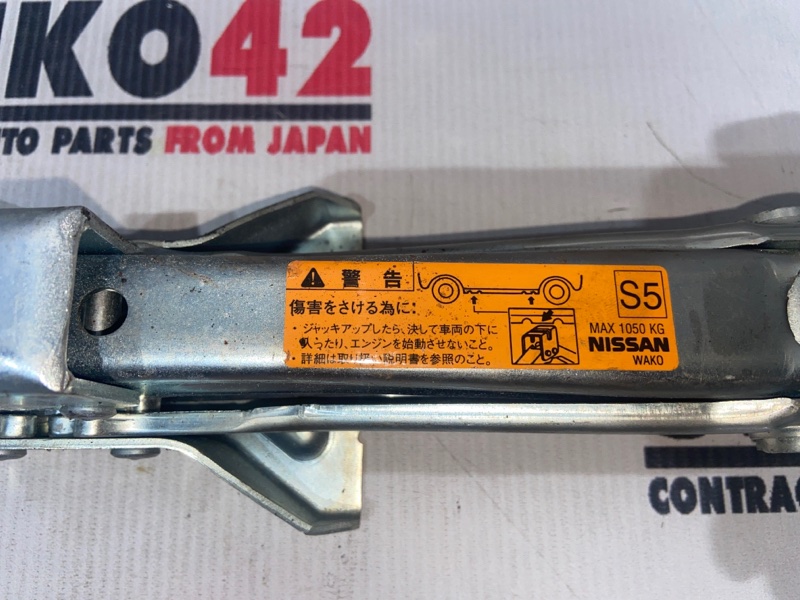 KO42
TO PARTS FROM JAPAN
警告
傷害をさける為に:
・ジャッキアップしたら、決して車両の下に
入ったり、エンジンを始動させないこと。
・詳細は取り扱い説明書を参照のこと。
S5
MAX 1050 KG
NISSAN
WAKO
CONTRAC